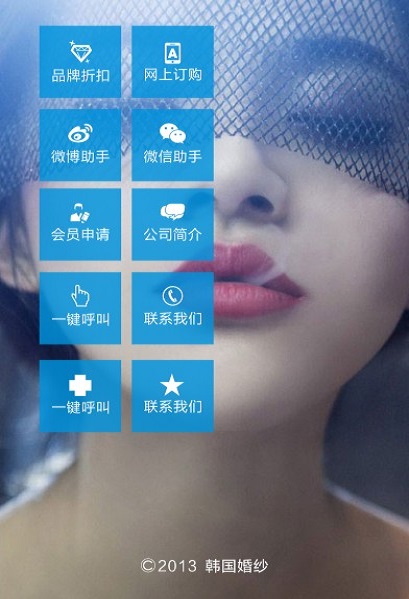 品牌折扣 网上订购
微博助手 微信助手
会员申请 公司简介
一键呼叫 联系我们
一键呼叫 联系我们
©2013 韩国婚纱